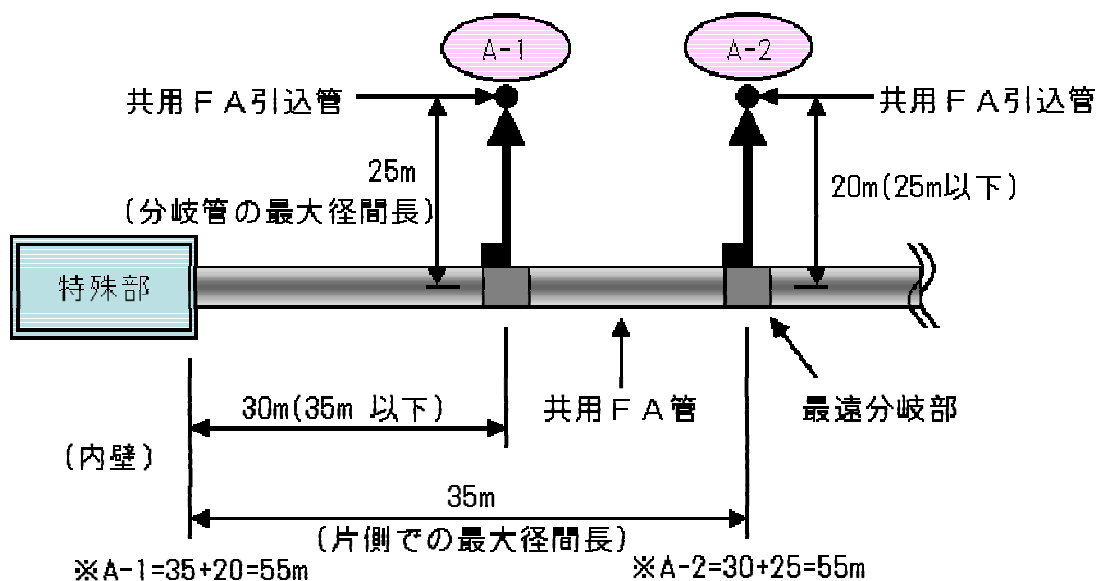 A-1
A-2
共用ＦＡ引込管
共用ＦＡ引込管
25m
(分岐管の最大径間長)
20m(25m以下)
特殊部
30m(35m 以下)
共用ＦＡ管
最遠分岐部
(内壁)
35m
(片側での最大径間長)
※A-1=35+20=55m
※A-2=30+25=55m